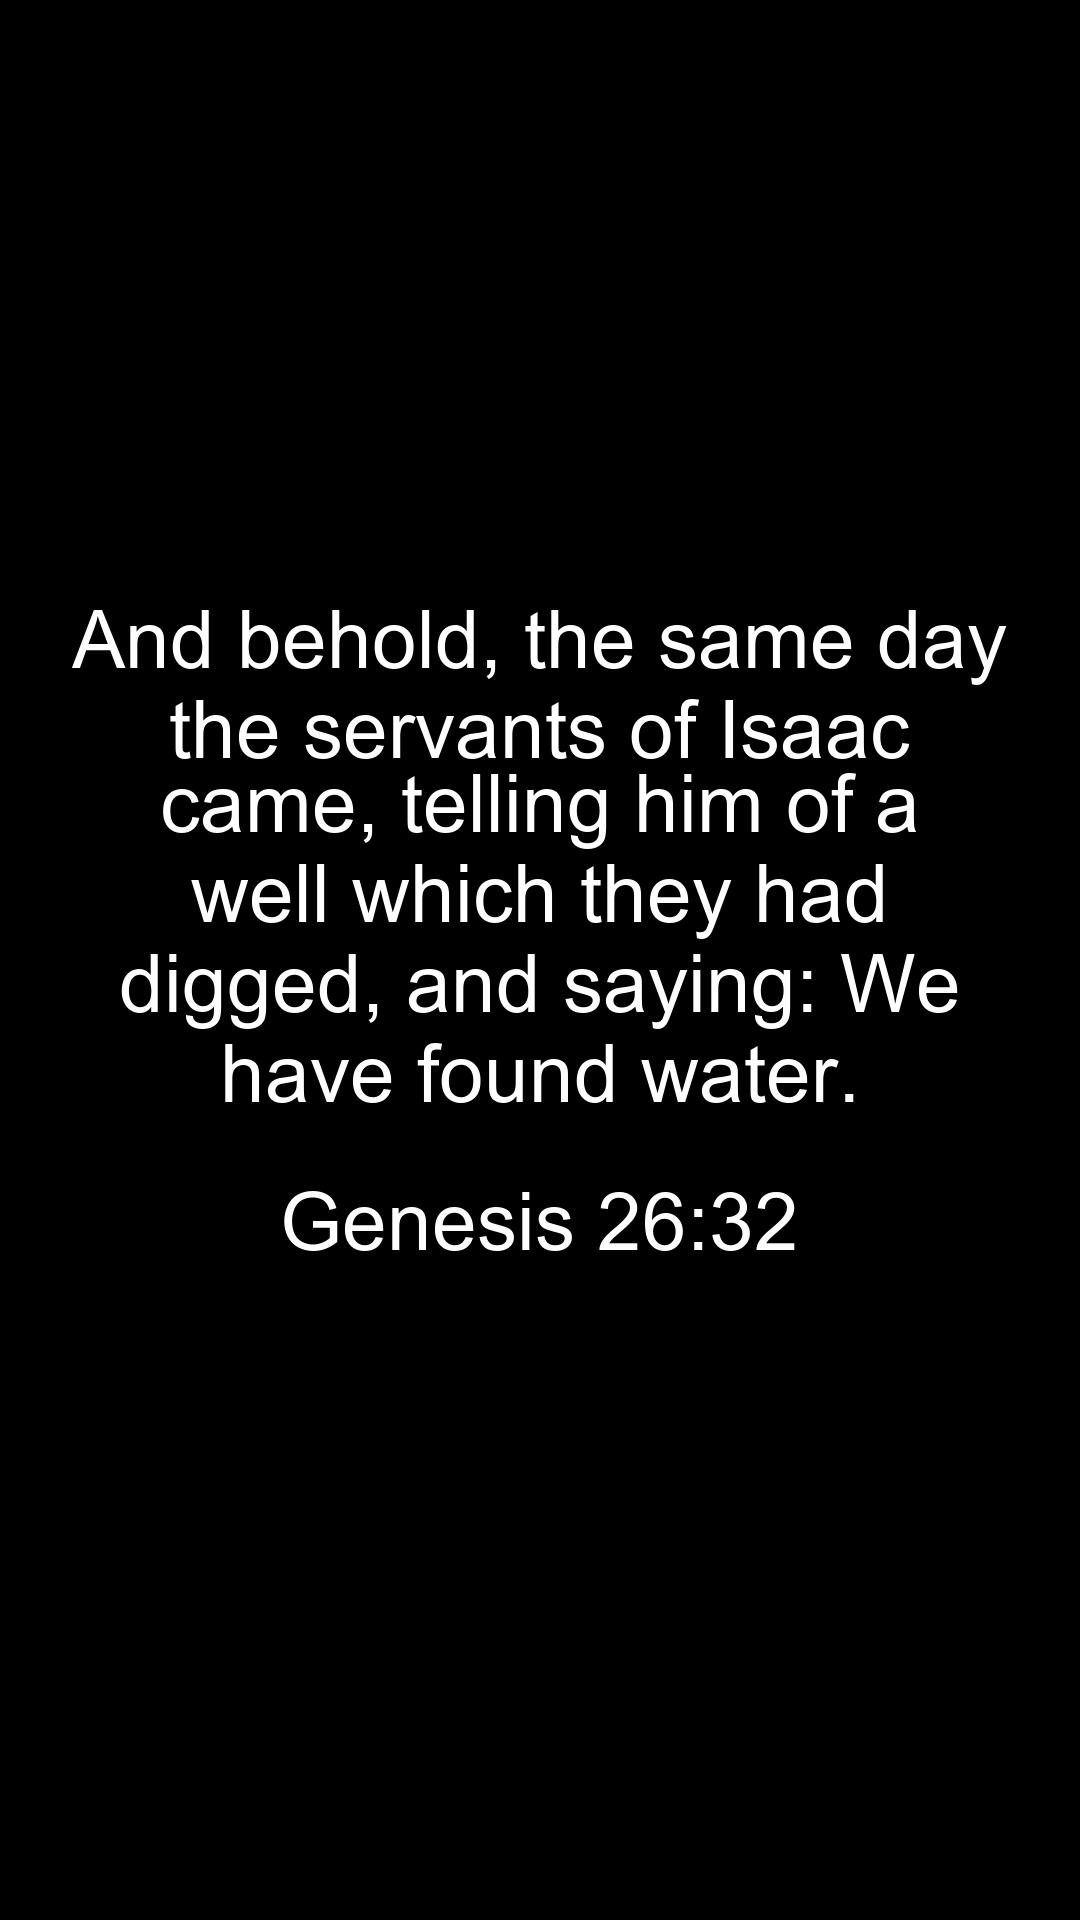 And behold, the same day
the servants of Isaac
came, telling him of a
well which they had
digged, and saying: We
have found water.
Genesis 26:32